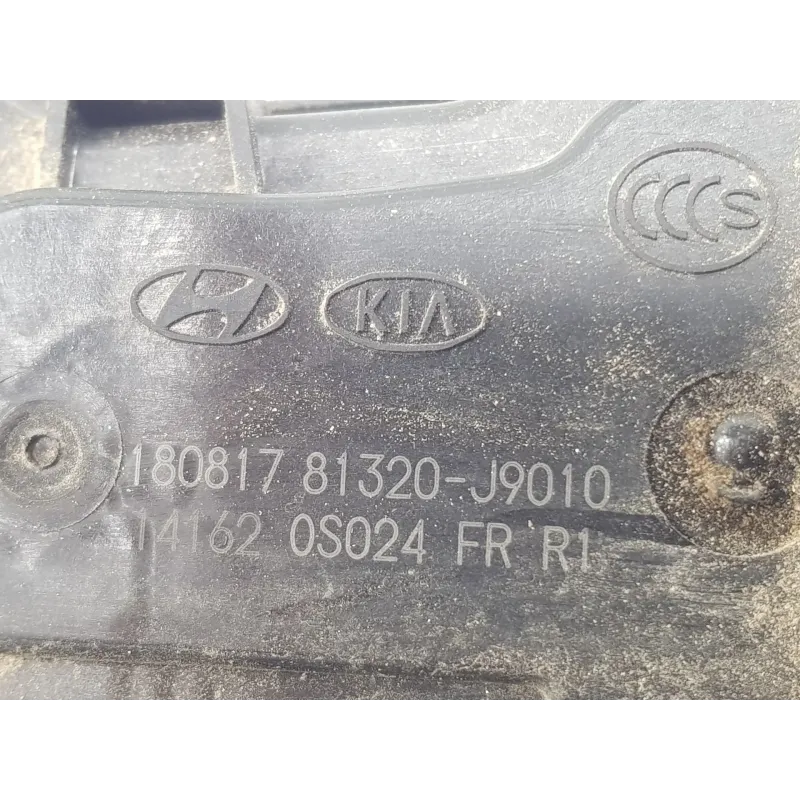 CCCS
KIA
180817 81320-J9010
14162 0S024 FR R1